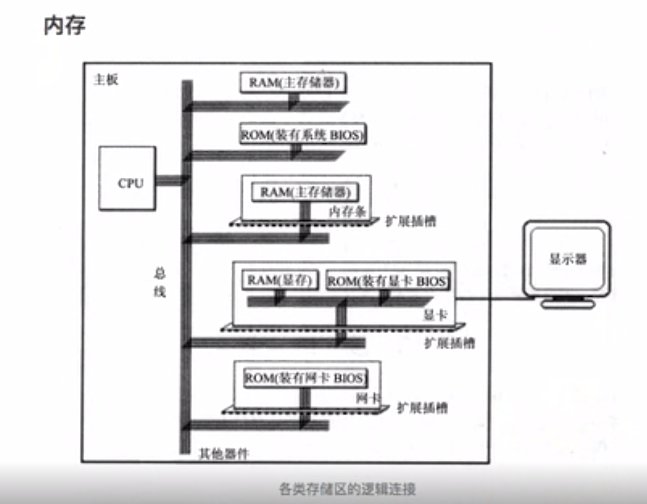 内存
主板
RAM(主存储器)
ROM(装有系统 BIOS)
CPU
RAM(主存储器)
内存条
扩展插槽
总线
显示器
RAM(显存)
ROM(装有显卡 BIOS
显卡
扩展插槽
ROM(装有网卡 BIOS)
网卡
扩展插槽
其他器件
各类存储区的逻辑连接